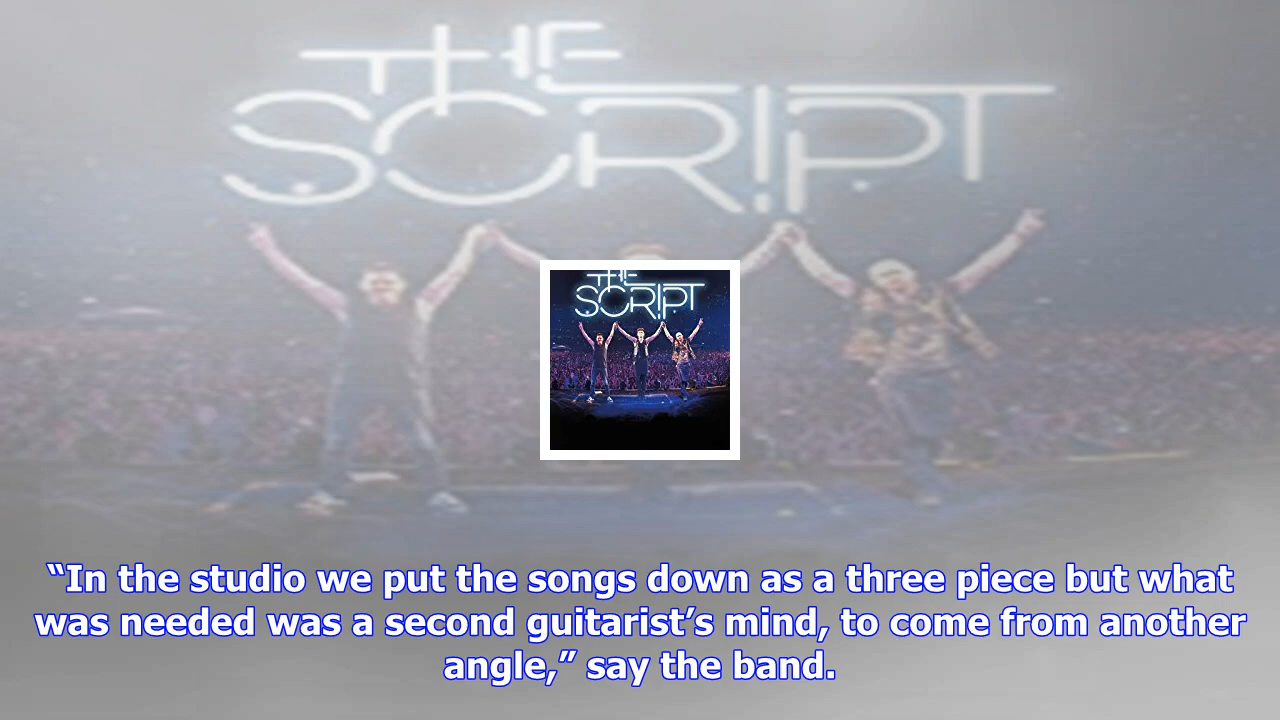 THE
SCRIPT
THE
SCRIPT
“In the studio we put the songs down as a three piece but what
was needed was a second guitarist’s mind, to come from another
angle,” say the band.